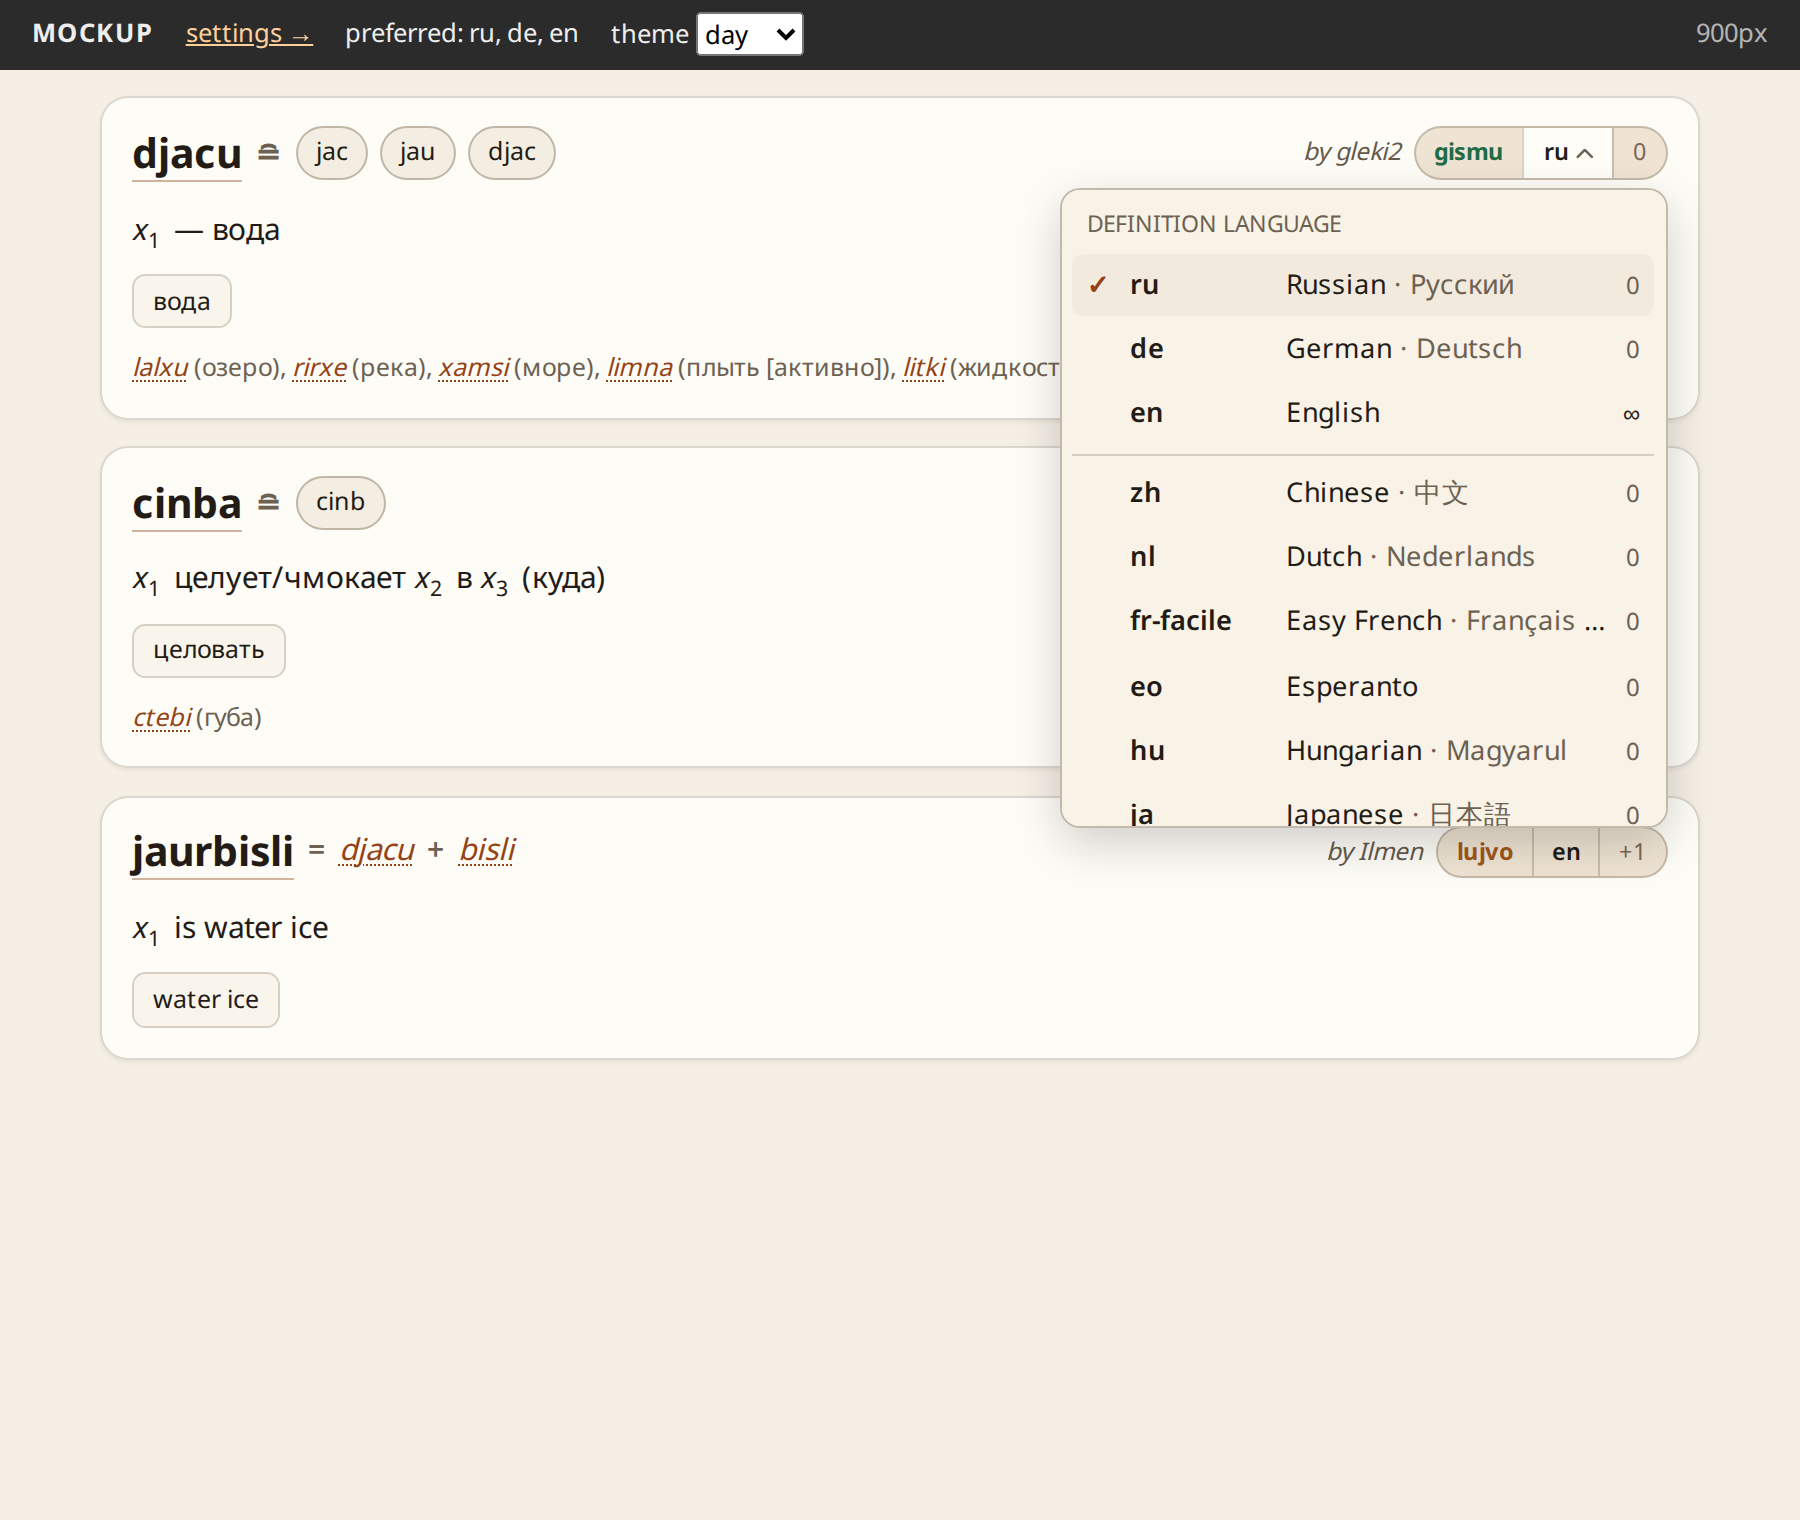 MOCKUP settings → preferred: ru, de, en theme day 900px
djacu ≘ jac jau djac by gleki2 gismu ru 0
x1 — вода
вода
lalxu (озеро), rirxe (река), xamsi (море), limna (плыть [активно]), litki (жидкост
DEFINITION LANGUAGE
✓ ru Russian · Русский 0
de German · Deutsch 0
en English ∞
zh Chinese · 中文 0
nl Dutch · Nederlands 0
fr-facile Easy French · Français ... 0
eo Esperanto 0
hu Hungarian · Magyarul 0
ja Japanese · 日本語 0
cinba ≘ cinb
x1 целует/чмокает x2 в x3 (куда)
целовать
ctebi (губа)
jaurbisli = djacu + bisli by Ilmen lujvo en +1
x1 is water ice
water ice